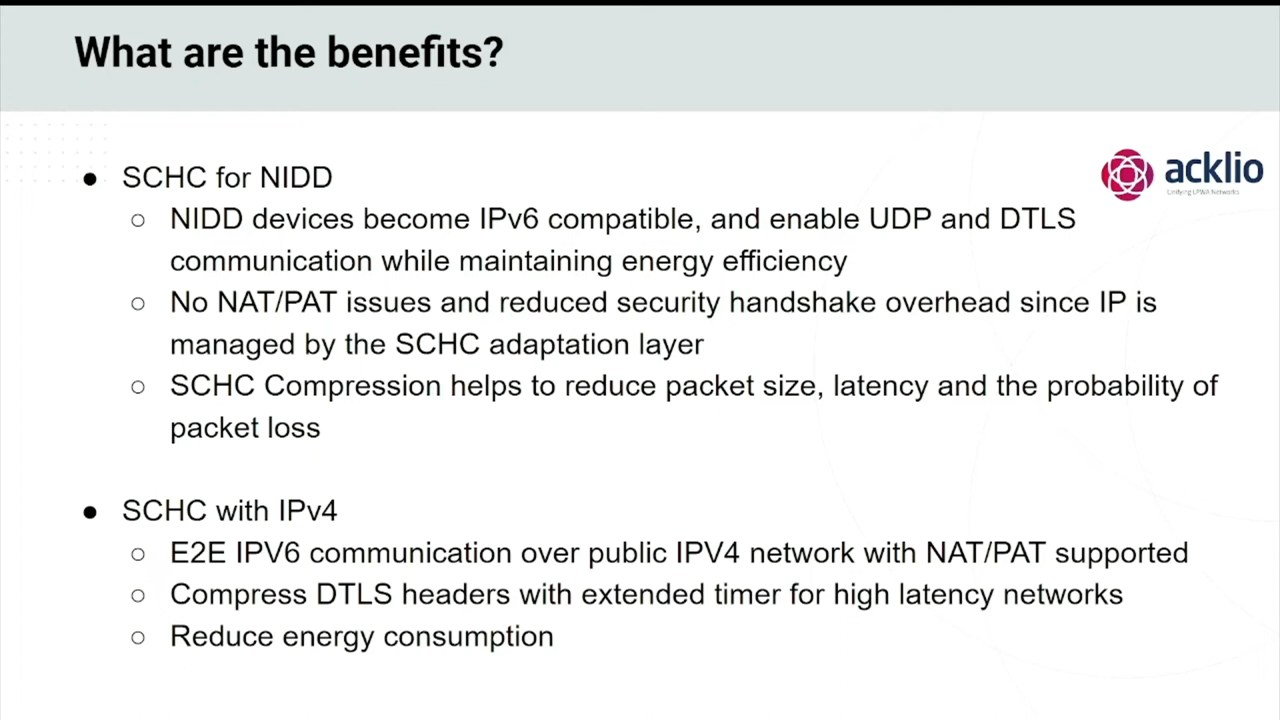 What are the benefits?
acklio
Unifying LPWA Networks
● SCHC for NIDD
○ NIDD devices become IPv6 compatible, and enable UDP and DTLS
communication while maintaining energy efficiency
○ No NAT/PAT issues and reduced security handshake overhead since IP is
managed by the SCHC adaptation layer
○ SCHC Compression helps to reduce packet size, latency and the probability of
packet loss
● SCHC with IPv4
○ E2E IPV6 communication over public IPV4 network with NAT/PAT supported
○ Compress DTLS headers with extended timer for high latency networks
○ Reduce energy consumption